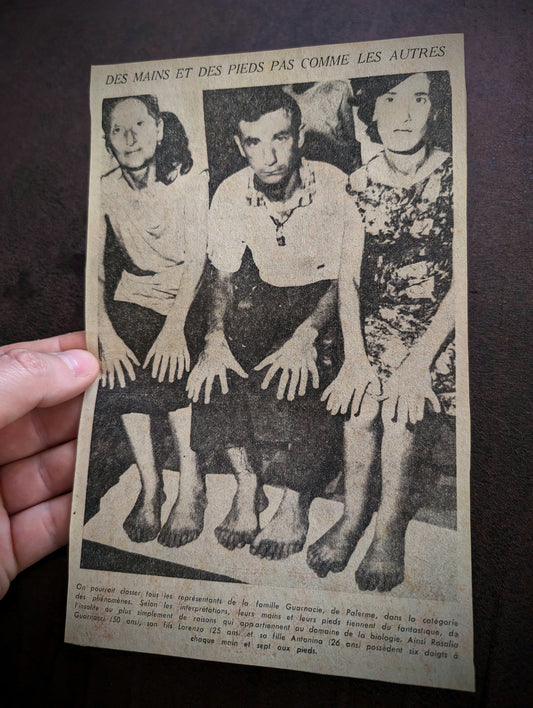 DES MAINS ET DES PIEDS PAS COMME LES AUTRES
On pourrait classer tous les représentants de la famille Guarnacie, de Palerme, dans la catégorie
des phénomènes. Selon les interprétations, leurs mains et leurs pieds tiennent du fantastique, de
l'insolite ou plus simplement de raisons qui appartiennent au domaine de la biologie. Ainsi Rosalia
Guarnasci (50 ans), son fils Lorenzo (25 ans) et sa fille Antonina (26 ans) possèdent six doigts à
chaque main et sept aux pieds.